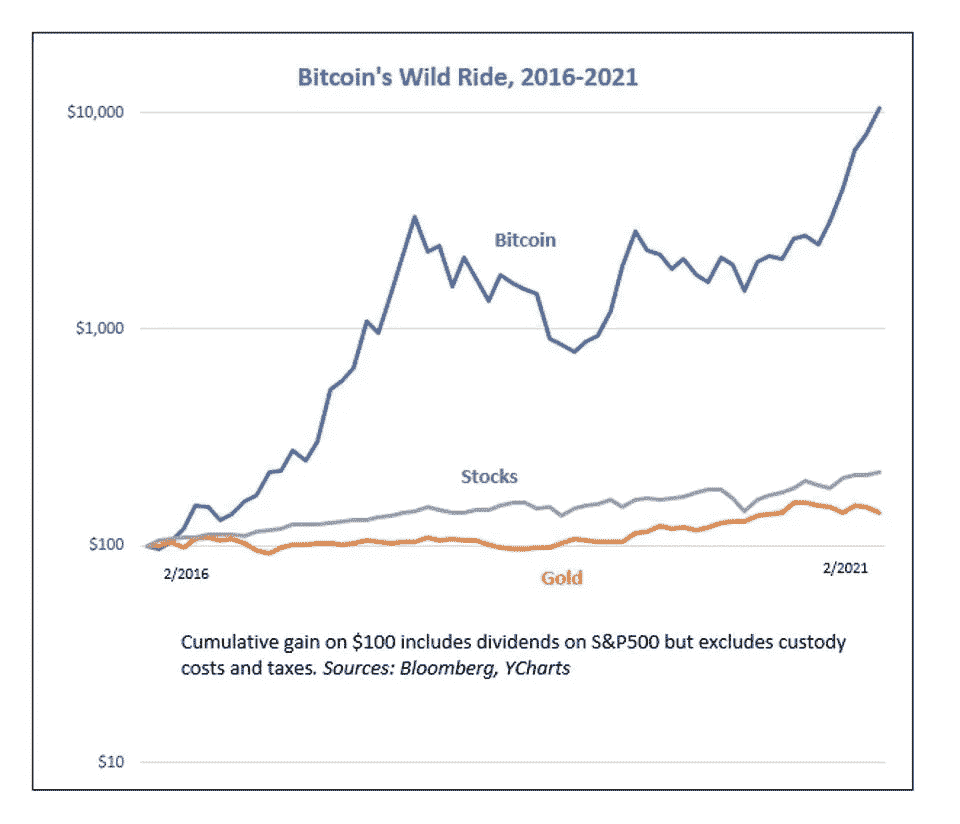 Bitcoin's Wild Ride, 2016-2021
$10,000
Bitcoin
$1,000
Stocks
$100
2/2016
2/2021
Gold
Cumulative gain on $100 includes dividends on S&P500 but excludes custody
costs and taxes. Sources: Bloomberg, YCharts
$10